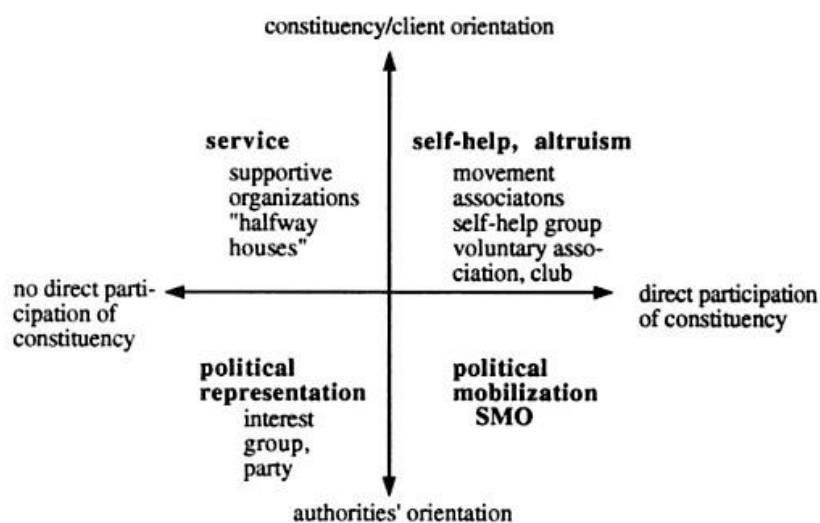 constituency/client orientation
service
supportive
organizations
"halfway
houses"
self-help, altruism
movement
associatons
self-help group
voluntary asso-
ciation, club
no direct parti-
cipation of
constituency
direct participation
of constituency
political
representation
interest
group,
party
political
mobilization
SMO
authorities' orientation